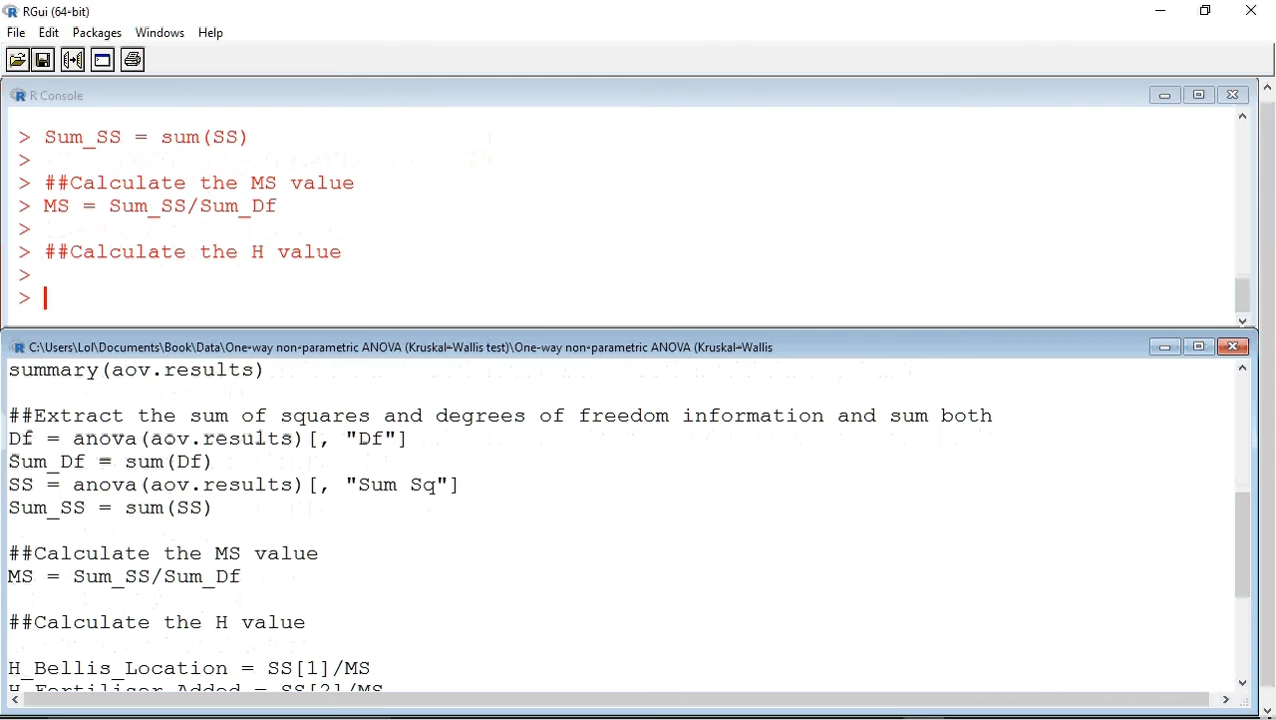 RGui (64-bit)
File Edit Packages Windows Help
R Console
> Sum_SS = sum(SS)
>
> ##Calculate the MS value
> MS = Sum_SS/Sum_Df
>
> ##Calculate the H value
>
>
C:\Users\Lol\Documents\Book\Data\One-way non-parametric ANOVA (Kruskal-Wallis test)\One-way non-parametric ANOVA (Kruskal-Wallis
summary(aov.results)
##Extract the sum of squares and degrees of freedom information and sum both
Df = anova(aov.results)[, "Df"]
Sum_Df = sum(Df)
SS = anova(aov.results)[, "Sum Sq"]
Sum_SS = sum(SS)
##Calculate the MS value
MS = Sum_SS/Sum_Df
##Calculate the H value
H_Bellis_Location = SS[1]/MS
H_Fertiliser_Added = SS[2]/MS